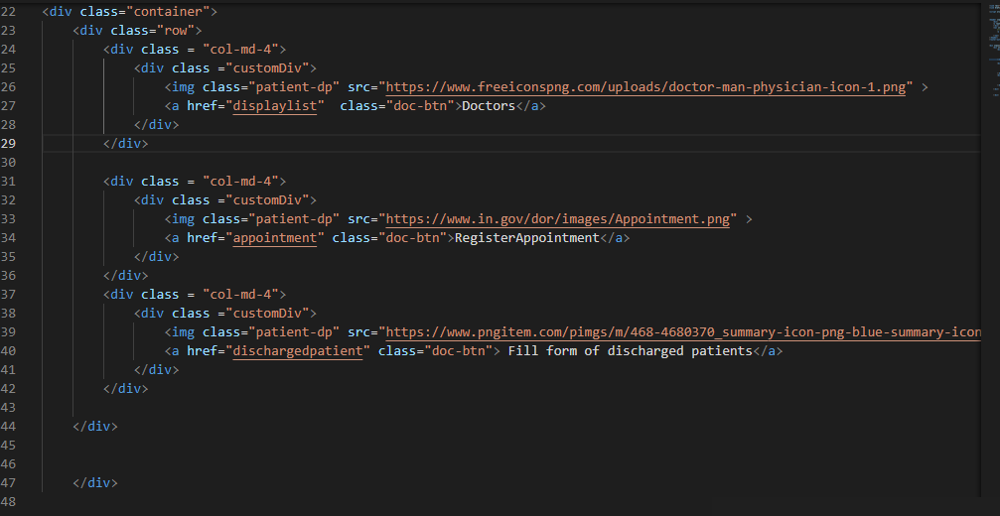 22 <div class="container">
23 <div class="row">
24 <div class = "col-md-4">
25 <div class ="customDiv">
26 <img class="patient-dp" src="https://www.freeiconspng.com/uploads/doctor-man-physician-icon-1.png" >
27 <a href="displaylist"  class="doc-btn">Doctors</a>
28 </div>
29 </div>
30
31 <div class = "col-md-4">
32 <div class ="customDiv">
33 <img class="patient-dp" src="https://www.in.gov/dor/images/Appointment.png" >
34 <a href="appointment" class="doc-btn">RegisterAppointment</a>
35 </div>
36 </div>
37 <div class = "col-md-4">
38 <div class ="customDiv">
39 <img class="patient-dp" src="https://www.pngitem.com/pimgs/m/468-4680370_summary-icon-png-blue-summary-icon
40 <a href="dischargedpatient" class="doc-btn"> Fill form of discharged patients</a>
41 </div>
42 </div>
43
44 </div>
45
46
47 </div>
48